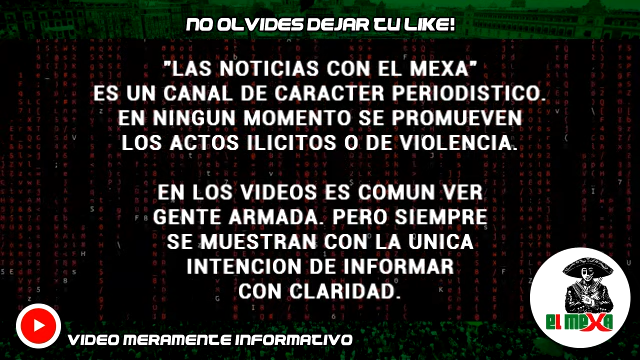 NO OLVIDES DEJAR TU LIKE!
"LAS NOTICIAS CON EL MEXA"
ES UN CANAL DE CARACTER PERIODISTICO.
EN NINGUN MOMENTO SE PROMUEVEN
LOS ACTOS ILICITOS O DE VIOLENCIA.
EN LOS VIDEOS ES COMUN VER
GENTE ARMADA. PERO SIEMPRE
SE MUESTRAN CON LA UNICA
INTENCION DE INFORMAR
CON CLARIDAD.
EL MEXA
VIDEO MERAMENTE INFORMATIVO